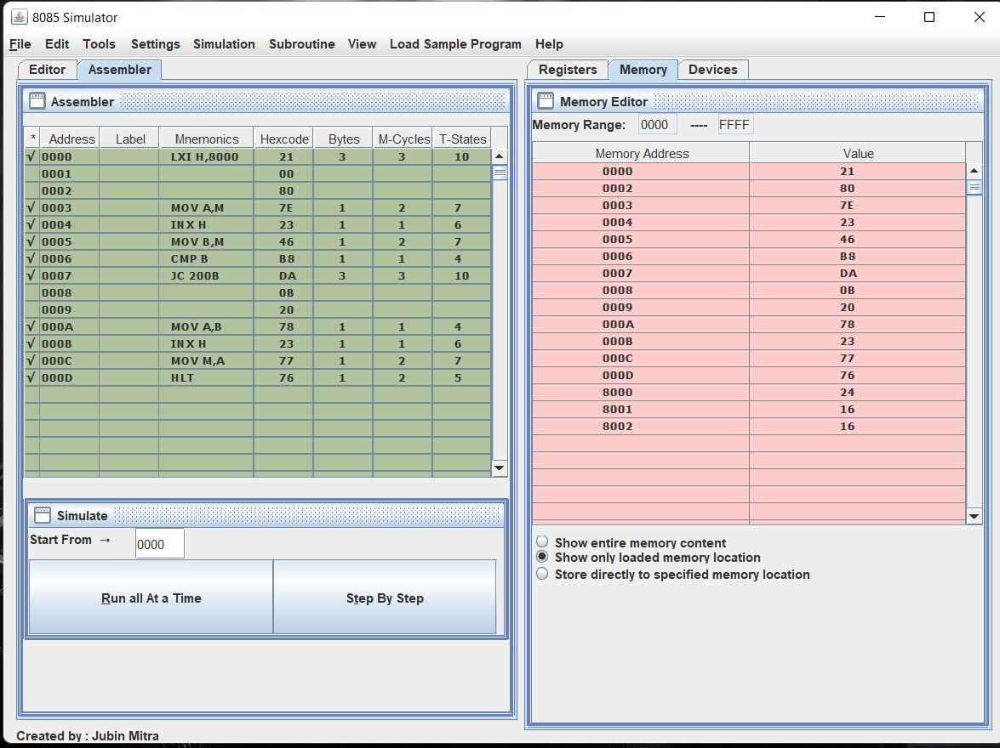 8085 Simulator
File Edit Tools Settings Simulation Subroutine View Load Sample Program Help
Editor Assembler
Assembler
* Address Label Mnemonics Hexcode Bytes M-Cycles T-States
√ 0000 LXI H,8000 21 3 3 10
0001 00
0002 80
√ 0003 MOV A,M 7E 1 2 7
√ 0004 INX H 23 1 1 6
√ 0005 MOV B,M 46 1 2 7
√ 0006 CMP B B8 1 1 4
√ 0007 JC 200B DA 3 3 10
0008 0B
0009 20
√ 000A MOV A,B 78 1 1 4
√ 000B INX H 23 1 1 6
√ 000C MOV M,A 77 1 2 7
√ 000D HLT 76 1 2 5
Simulate
Start From → 0000
Run all At a Time Step By Step
Created by : Jubin Mitra
Registers Memory Devices
Memory Editor
Memory Range: 0000 ---- FFFF
Memory Address Value
0000 21
0002 80
0003 7E
0004 23
0005 46
0006 B8
0007 DA
0008 0B
0009 20
000A 78
000B 23
000C 77
000D 76
8000 24
8001 16
8002 16
Show entire memory content
Show only loaded memory location
Store directly to specified memory location